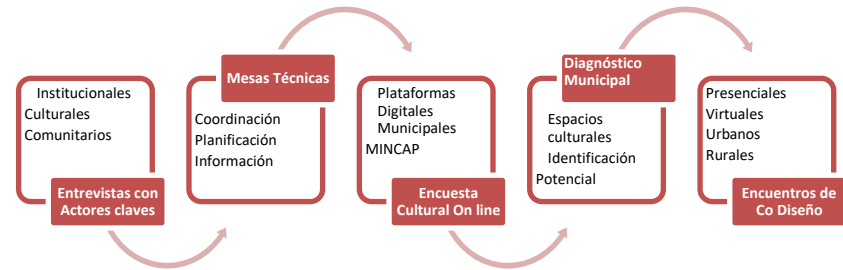 Institucionales
Culturales
Comunitarios
Entrevistas con
Actores claves
Mesas Técnicas
Coordinación
Planificación
Información
Plataformas
Digitales
Municipales
MINCAP
Encuesta
Cultural On line
Diagnóstico
Municipal
Espacios
culturales
Identificación
Potencial
Presenciales
Virtuales
Urbanos
Rurales
Encuentros de
Co Diseño